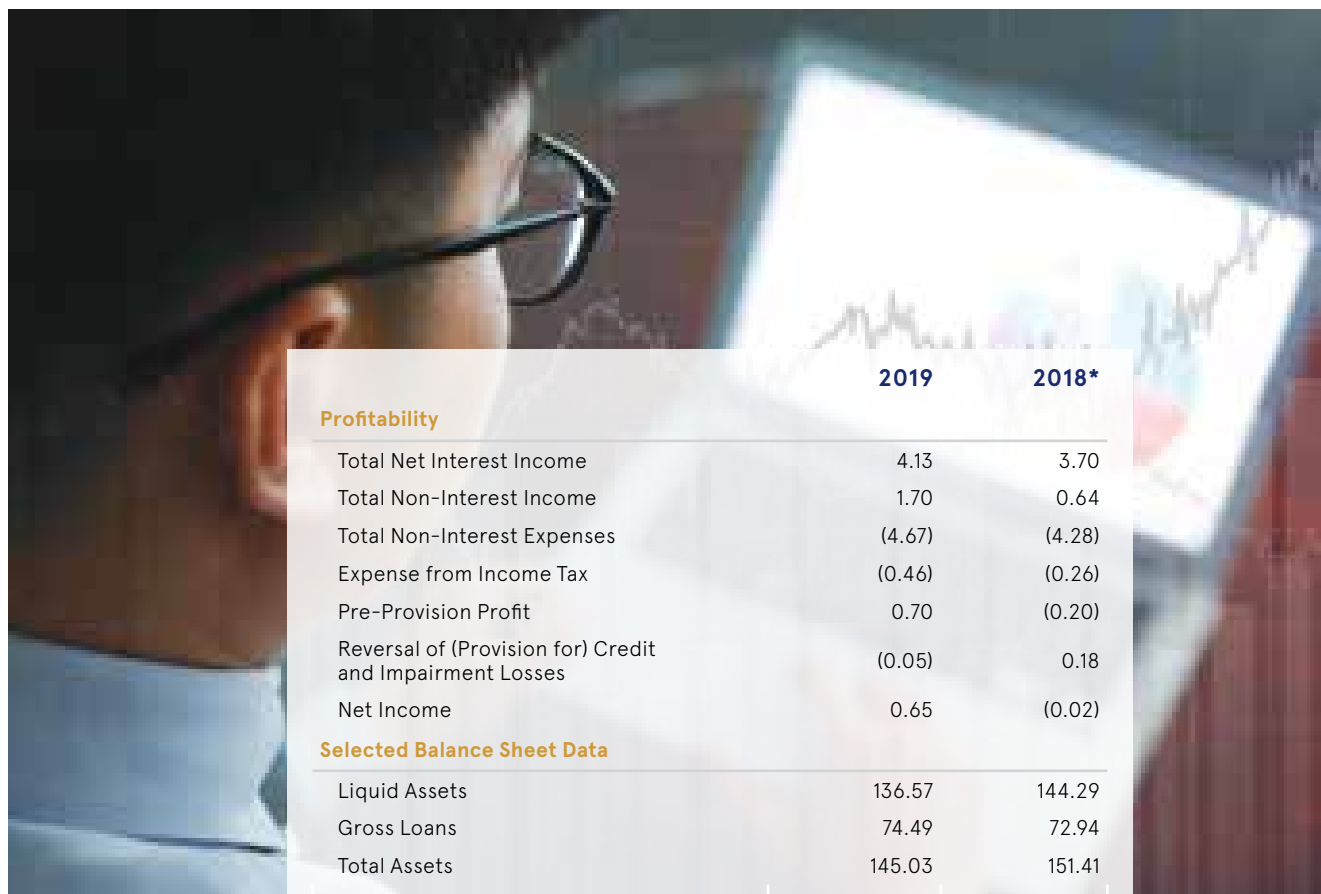 2019 2018*
Profitability
Total Net Interest Income 4.13 3.70
Total Non-Interest Income 1.70 0.64
Total Non-Interest Expenses (4.67) (4.28)
Expense from Income Tax (0.46) (0.26)
Pre-Provision Profit 0.70 (0.20)
Reversal of (Provision for) Credit
and Impairment Losses (0.05) 0.18
Net Income 0.65 (0.02)
Selected Balance Sheet Data
Liquid Assets 136.57 144.29
Gross Loans 74.49 72.94
Total Assets 145.03 151.41